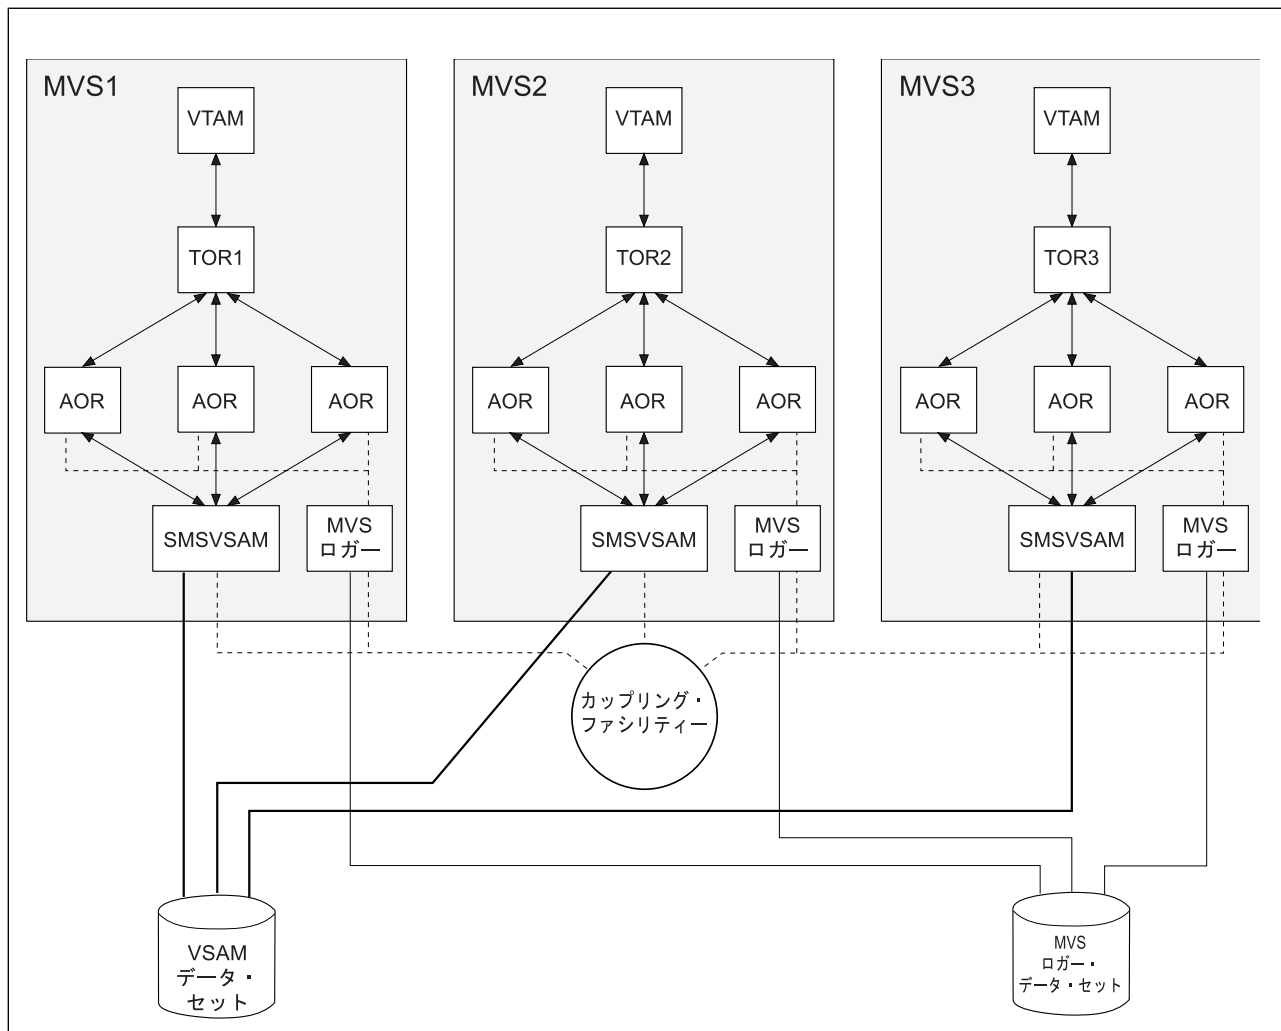 MVS1
VTAM
TOR1
AOR
AOR
AOR
SMSVSAM
MVS
ロガー
MVS2
VTAM
TOR2
AOR
AOR
AOR
SMSVSAM
MVS
ロガー
MVS3
VTAM
TOR3
AOR
AOR
AOR
SMSVSAM
MVS
ロガー
カップリング・
ファシリティー
VSAM
データ・
セット
MVS
ロガー・
データ・セット